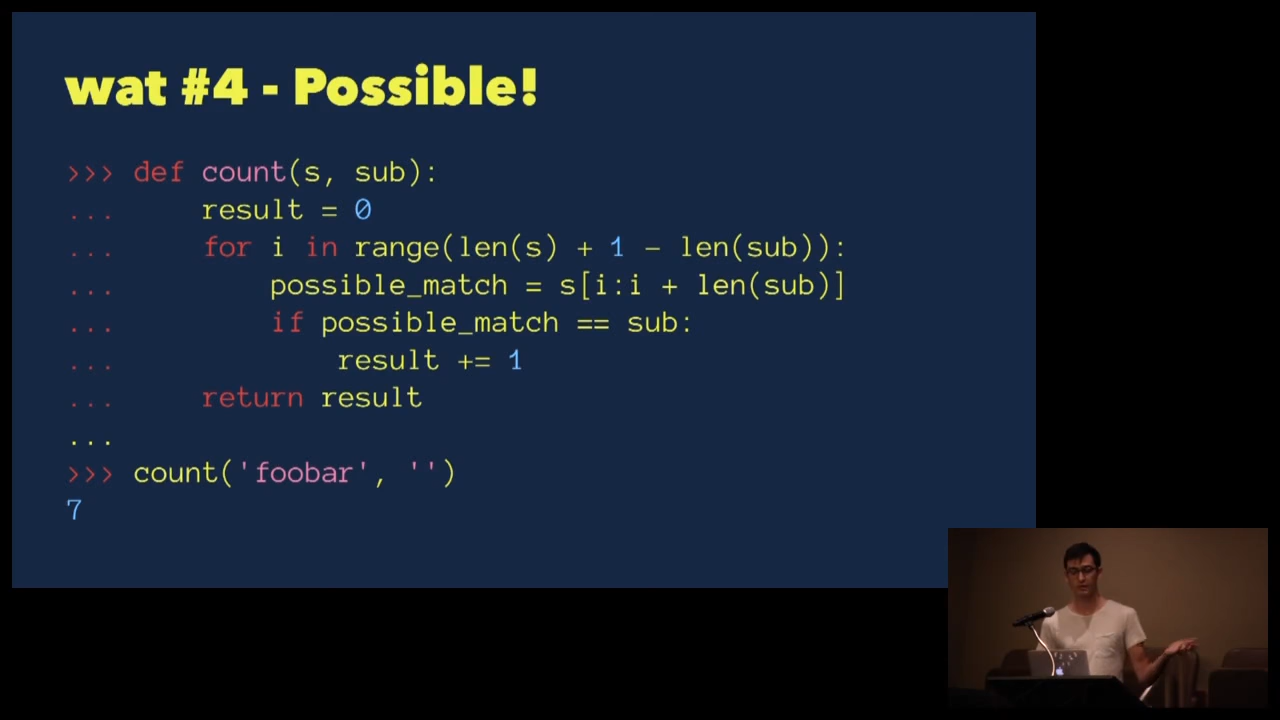 wat #4 - Possible!
>>> def count(s, sub):
...     result = 0
...     for i in range(len(s) + 1 - len(sub)):
...         possible_match = s[i:i + len(sub)]
...         if possible_match == sub:
...             result += 1
...     return result
...
>>> count('foobar', '')
7